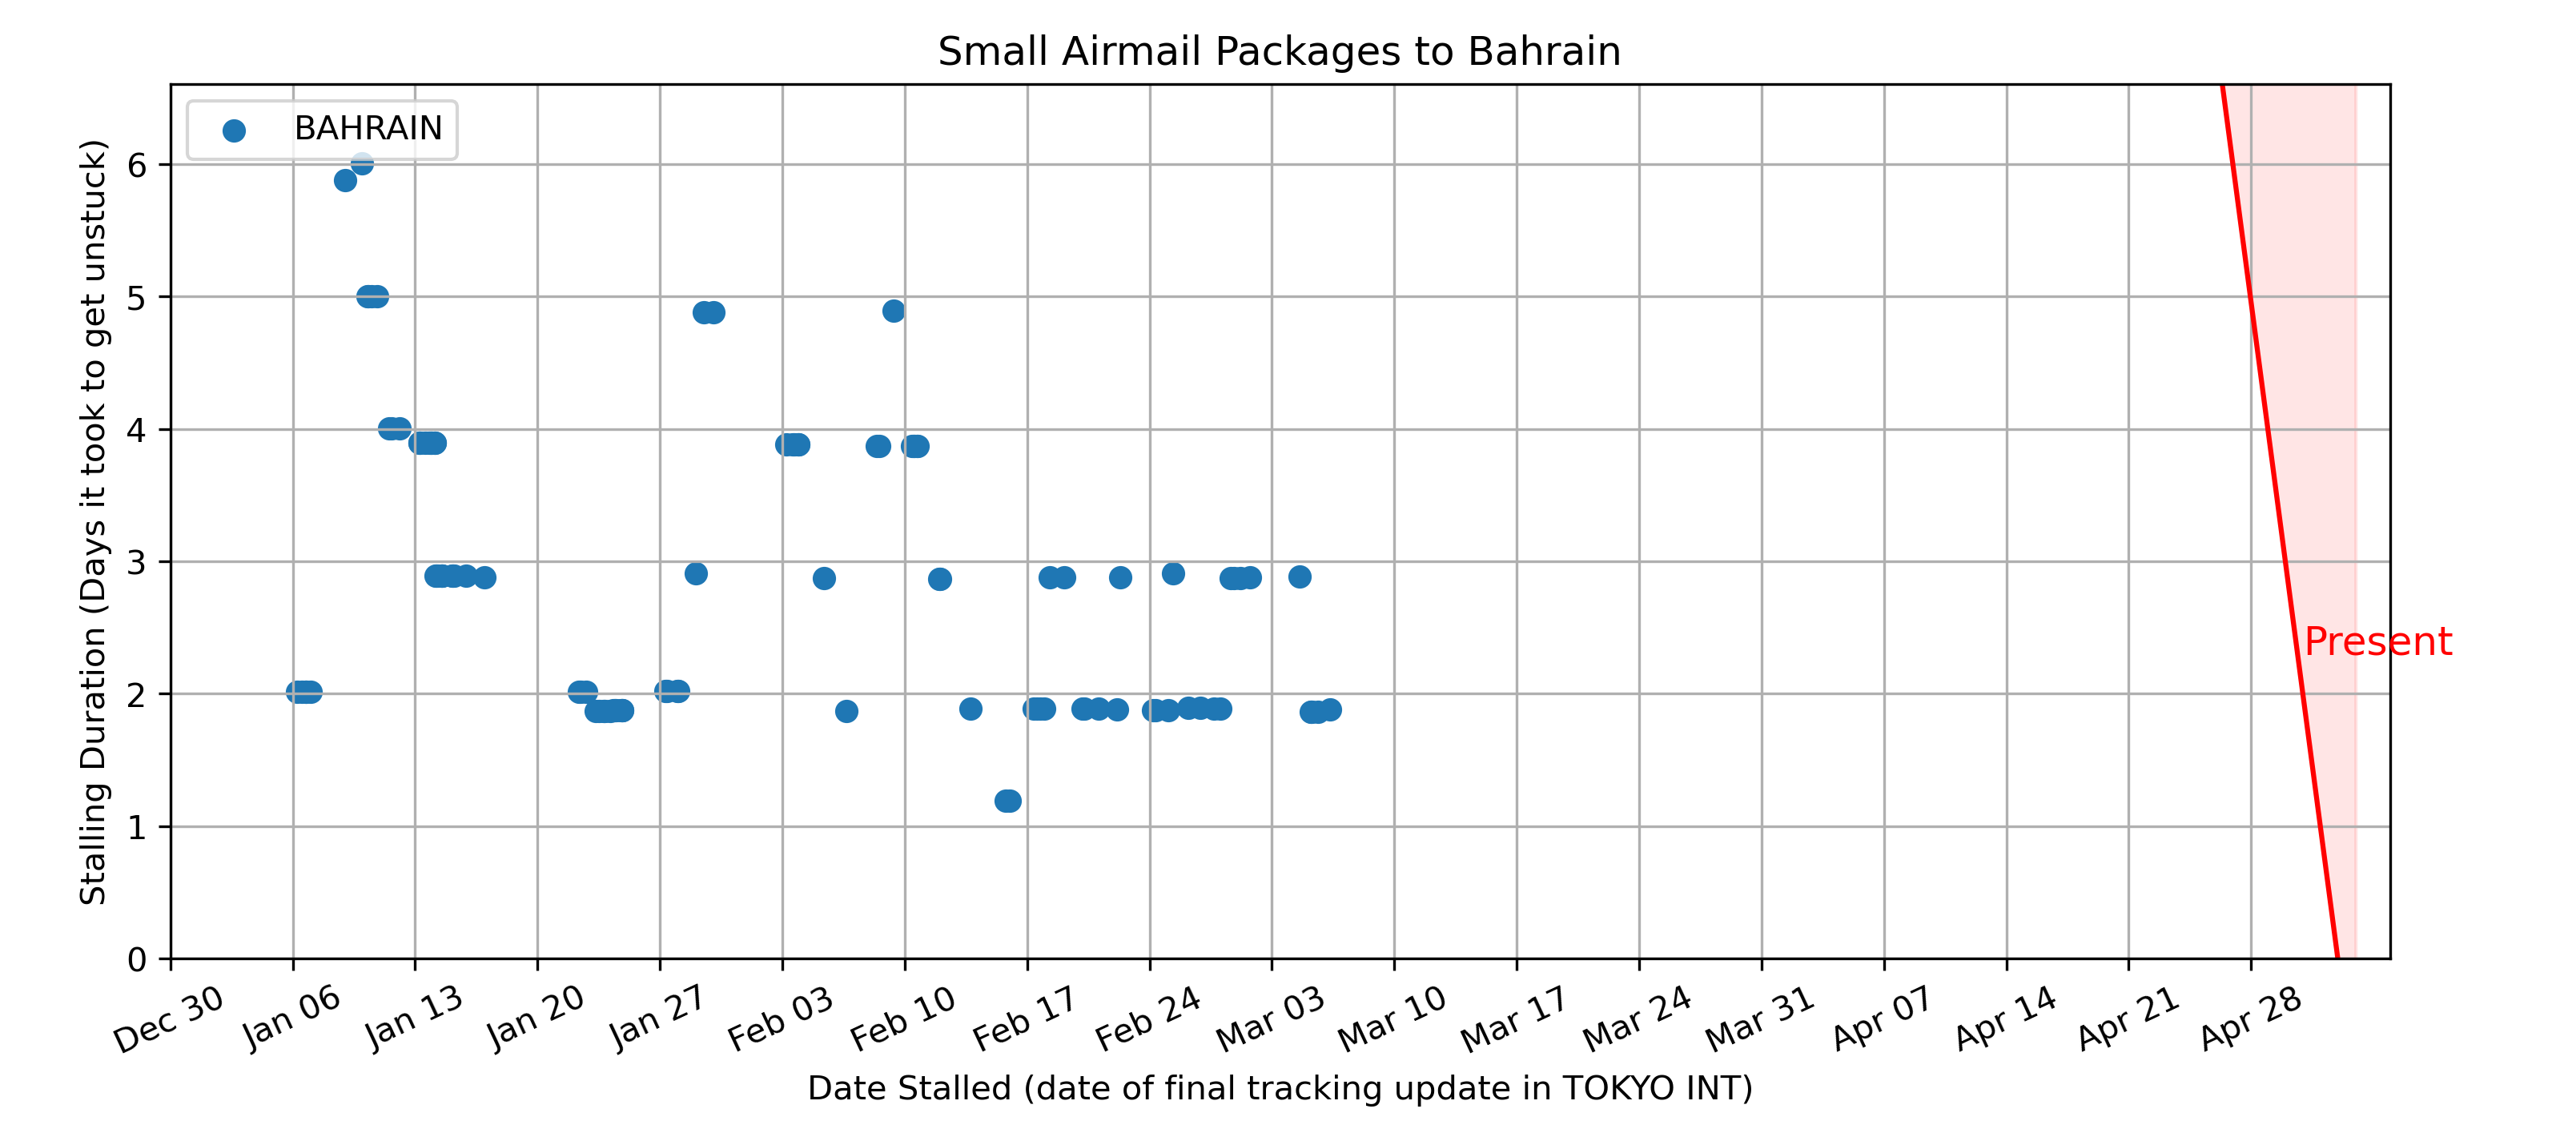 Small Airmail Packages to Bahrain
BAHRAIN
Stalling Duration (Days it took to get unstuck)
6
5
4
3
2
1
0
Present
Dec 30
Jan 06
Jan 13
Jan 20
Jan 27
Feb 03
Feb 10
Feb 17
Feb 24
Mar 03
Mar 10
Mar 17
Mar 24
Mar 31
Apr 07
Apr 14
Apr 21
Apr 28
Date Stalled (date of final tracking update in TOKYO INT)